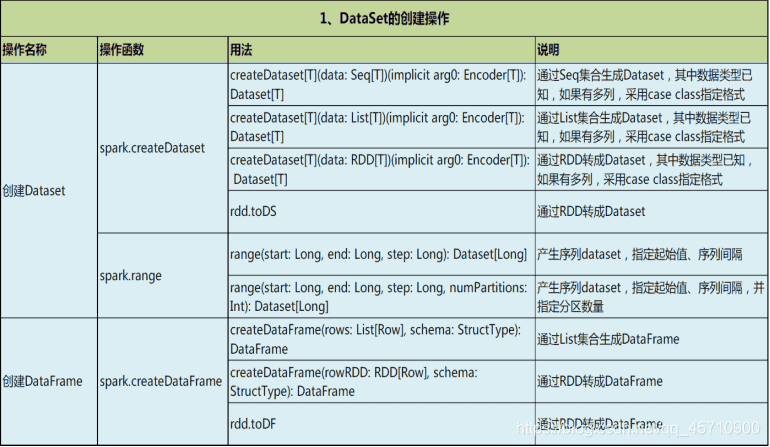 1、DataSet的创建操作
操作名称 操作函数 用法 说明
创建Dataset
spark.createDataset
createDataset[T](data: Seq[T])(implicit arg0: Encoder[T]):
Dataset[T]
通过Seq集合生成Dataset，其中数据类型已
知，如果有多列，采用case class指定格式
createDataset[T](data: List[T])(implicit arg0: Encoder[T]):
Dataset[T]
通过List集合生成Dataset，其中数据类型已
知，如果有多列，采用case class指定格式
createDataset[T](data: RDD[T])(implicit arg0: Encoder[T]):
Dataset[T]
通过RDD转成Dataset，其中数据类型已知，
如果有多列，采用case class指定格式
rdd.toDS
通过RDD转成Dataset
spark.range
range(start: Long, end: Long, step: Long): Dataset[Long]
产生序列dataset，指定起始值、序列间隔
range(start: Long, end: Long, step: Long, numPartitions:
Int): Dataset[Long]
产生序列dataset，指定起始值、序列间隔，并
指定分区数量
创建DataFrame
spark.createDataFrame
createDataFrame(rows: List[Row], schema: StructType):
DataFrame
通过List集合生成DataFrame
createDataFrame(rowRDD: RDD[Row], schema:
StructType): DataFrame
通过RDD转成DataFrame
rdd.toDF
通过RDD转成DataFrame
https://blog.csdn.net/qq_45710900